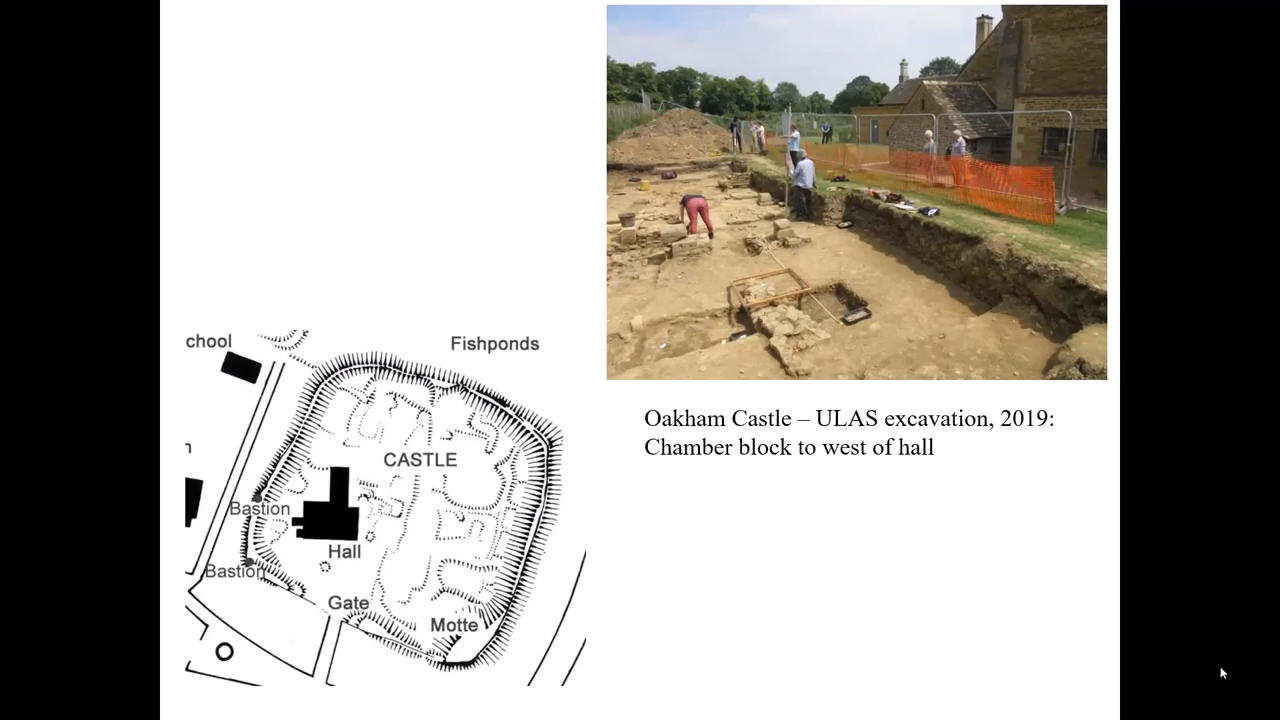 Oakham Castle – ULAS excavation, 2019:
Chamber block to west of hall
chool
Fishponds
CASTLE
Bastion
Hall
Bastion
Gate
Motte